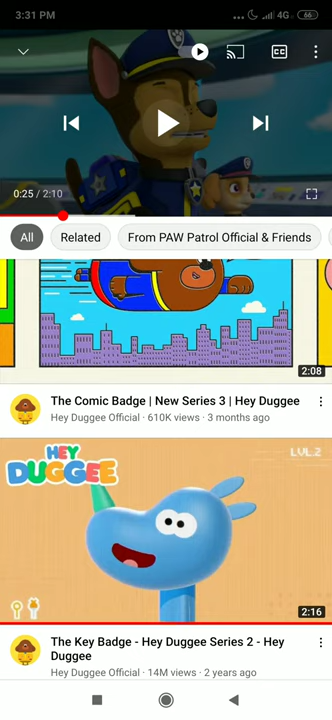 3:31 PM
4G
66
CC
0:25 / 2:10
All
Related
From PAW Patrol Official & Friends
2:08
The Comic Badge | New Series 3 | Hey Duggee
Hey Duggee Official · 610K views · 3 months ago
HEY
DUGGEE
LVL.2
2:16
The Key Badge - Hey Duggee Series 2 - Hey
Duggee
Hey Duggee Official · 14M views · 2 years ago